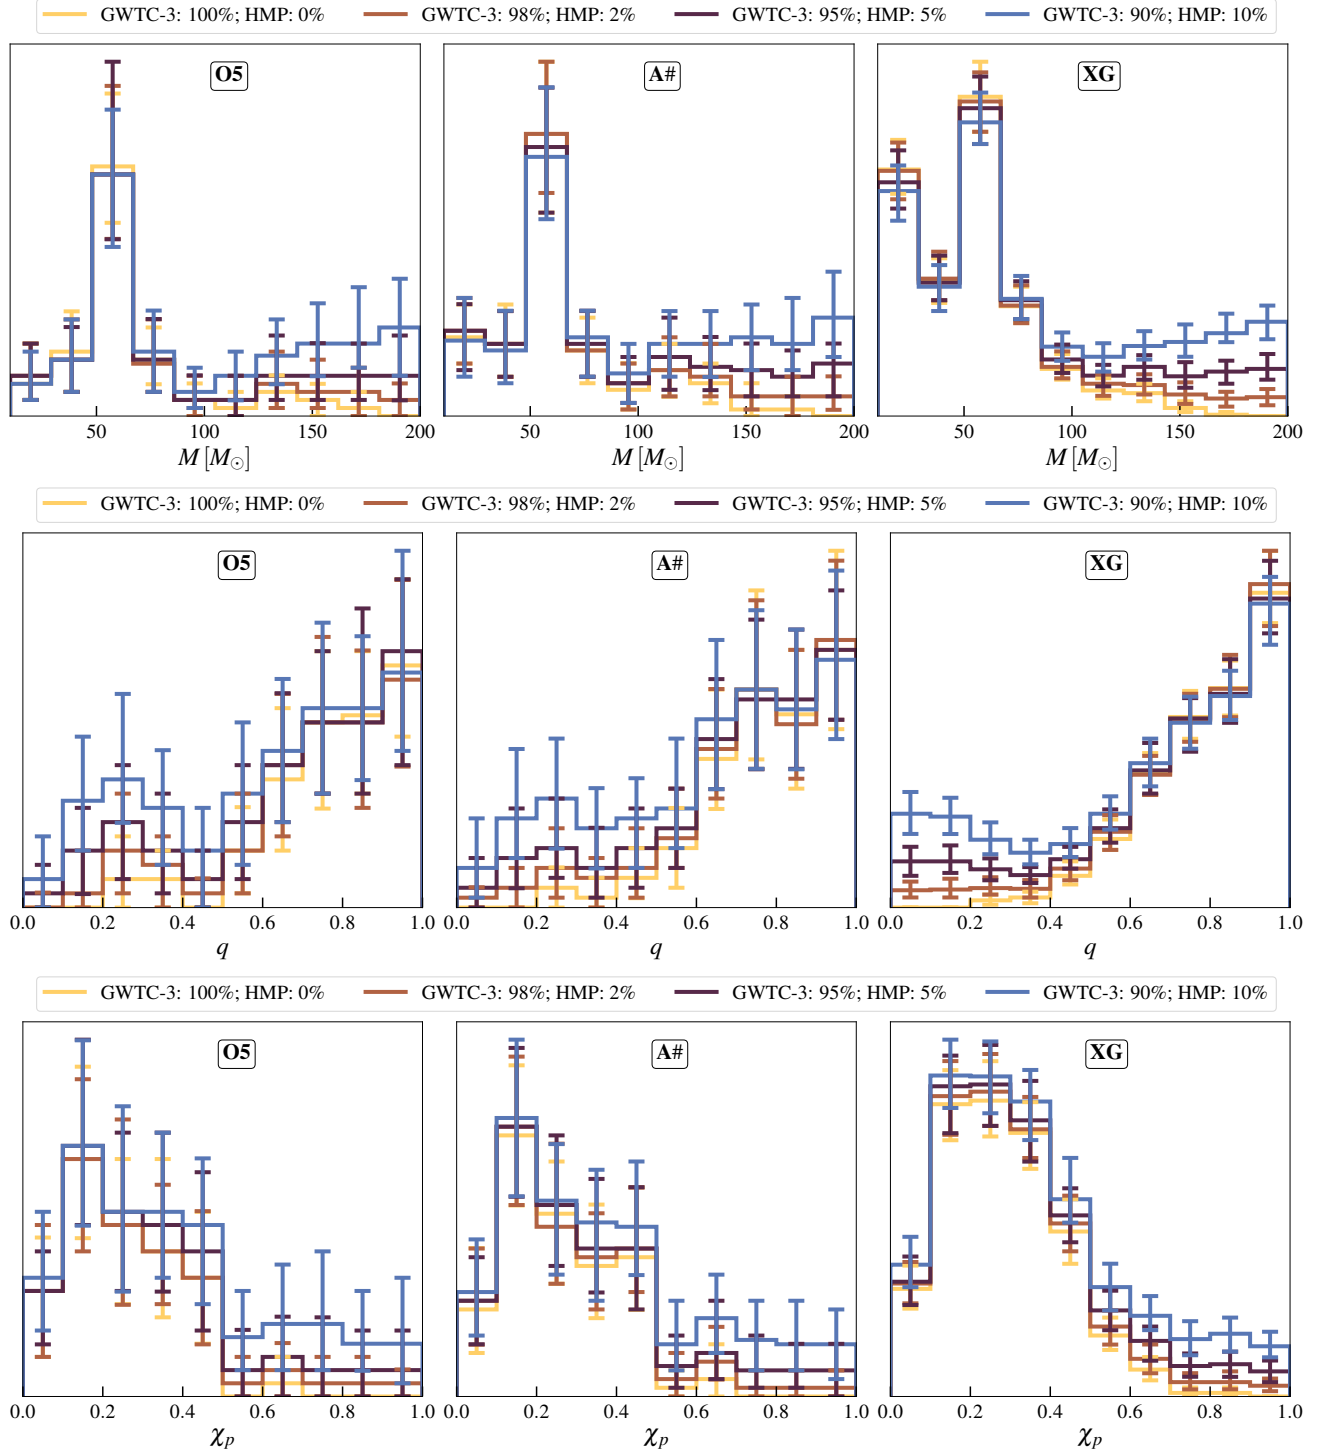 GWTC-3: 100%; HMP: 0% GWTC-3: 98%; HMP: 2% GWTC-3: 95%; HMP: 5% GWTC-3: 90%; HMP: 10%
O5 A# XG
50 100 150 200 50 100 150 200 50 100 150 200
M [M☉] M [M☉] M [M☉]
GWTC-3: 100%; HMP: 0% GWTC-3: 98%; HMP: 2% GWTC-3: 95%; HMP: 5% GWTC-3: 90%; HMP: 10%
O5 A# XG
0.0 0.2 0.4 0.6 0.8 1.0 0.0 0.2 0.4 0.6 0.8 1.0 0.0 0.2 0.4 0.6 0.8 1.0
q q q
GWTC-3: 100%; HMP: 0% GWTC-3: 98%; HMP: 2% GWTC-3: 95%; HMP: 5% GWTC-3: 90%; HMP: 10%
O5 A# XG
0.0 0.2 0.4 0.6 0.8 1.0 0.0 0.2 0.4 0.6 0.8 1.0 0.0 0.2 0.4 0.6 0.8 1.0
χp χp χp